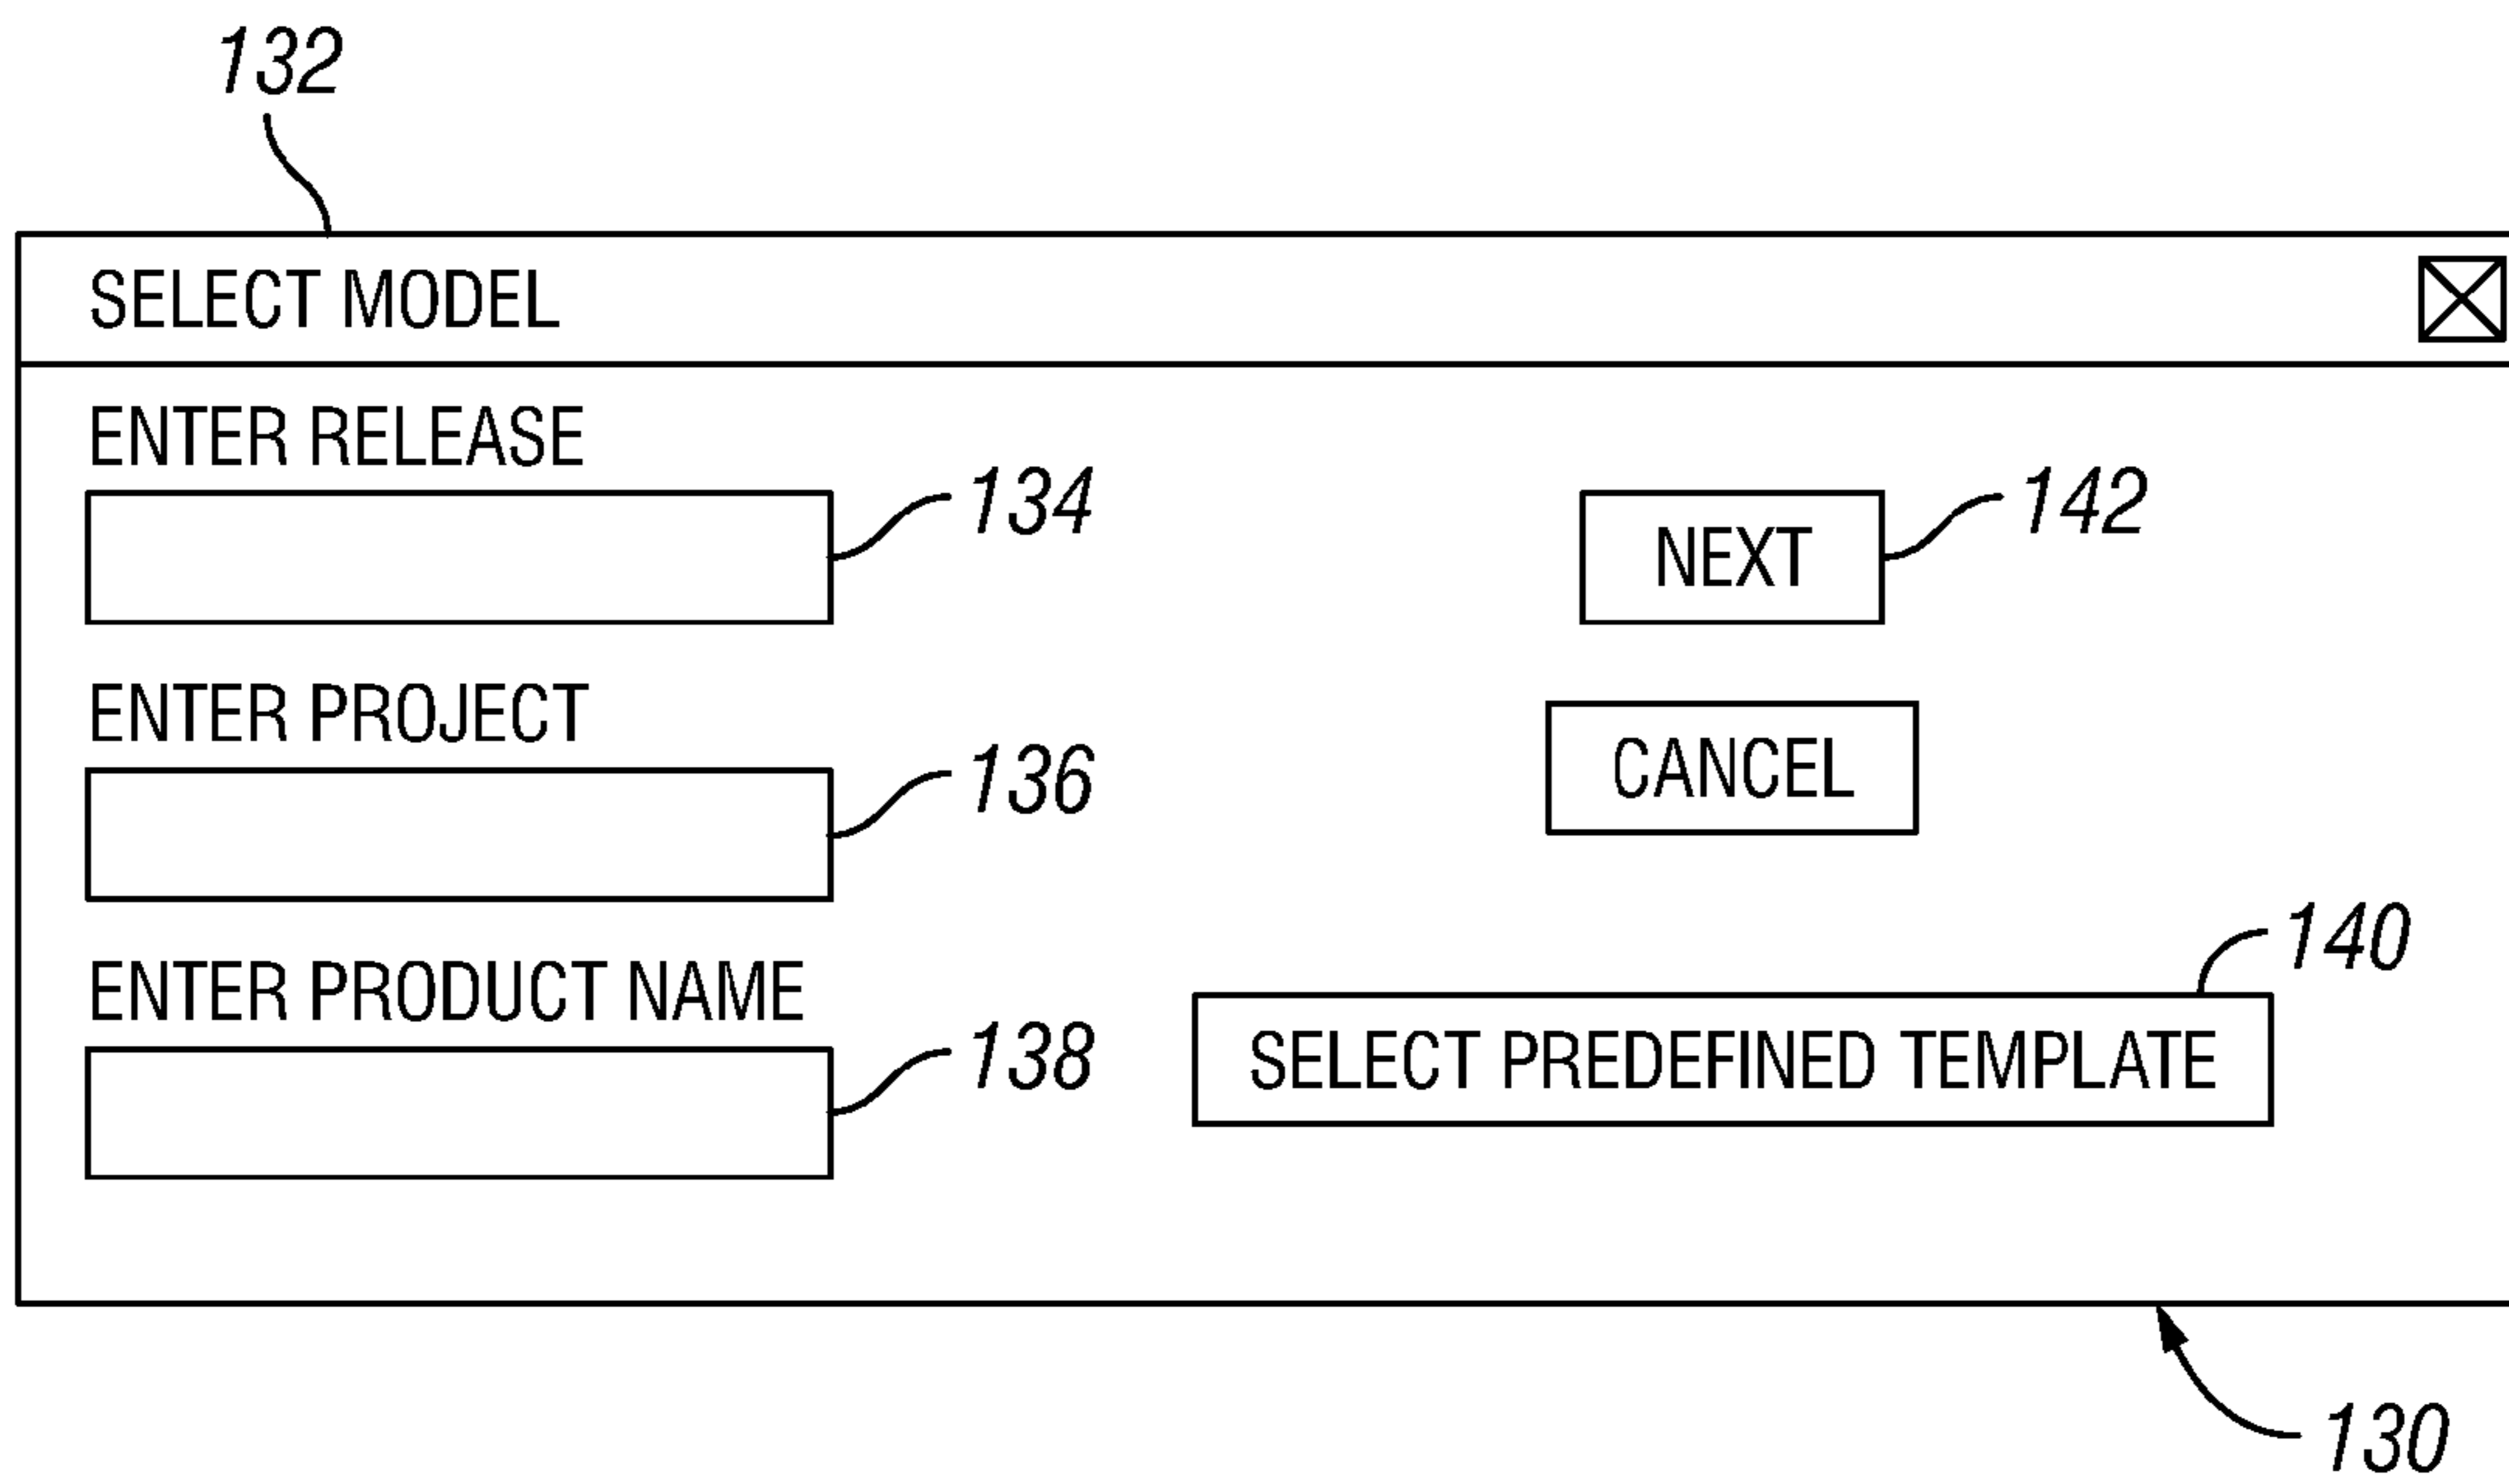 132
SELECT MODEL
ENTER RELEASE
134
NEXT
142
ENTER PROJECT
136
CANCEL
ENTER PRODUCT NAME
138
140
SELECT PREDEFINED TEMPLATE
130